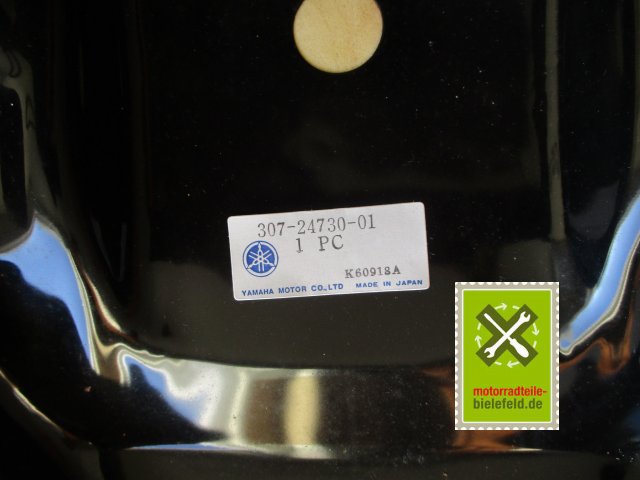 307-24730-01
1 PC
K60918A
YAMAHA MOTOR CO.,LTD MADE IN JAPAN
motorradteile-
bielefeld.de